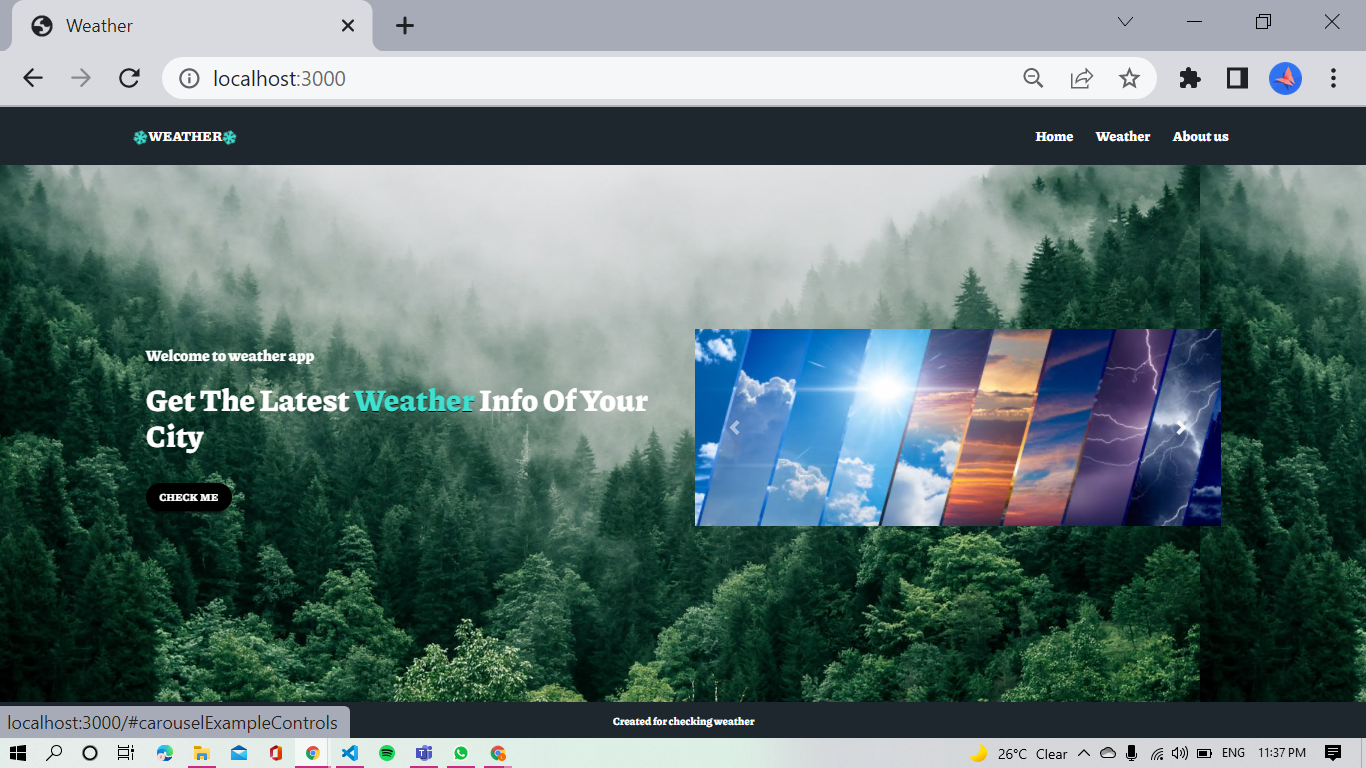 Weather
localhost:3000
WEATHER
Home Weather About us
Welcome to weather app
Get The Latest Weather Info Of Your
City
CHECK ME
localhost:3000/#carouselExampleControls
Created for checking weather
26°C Clear ENG 11:37 PM